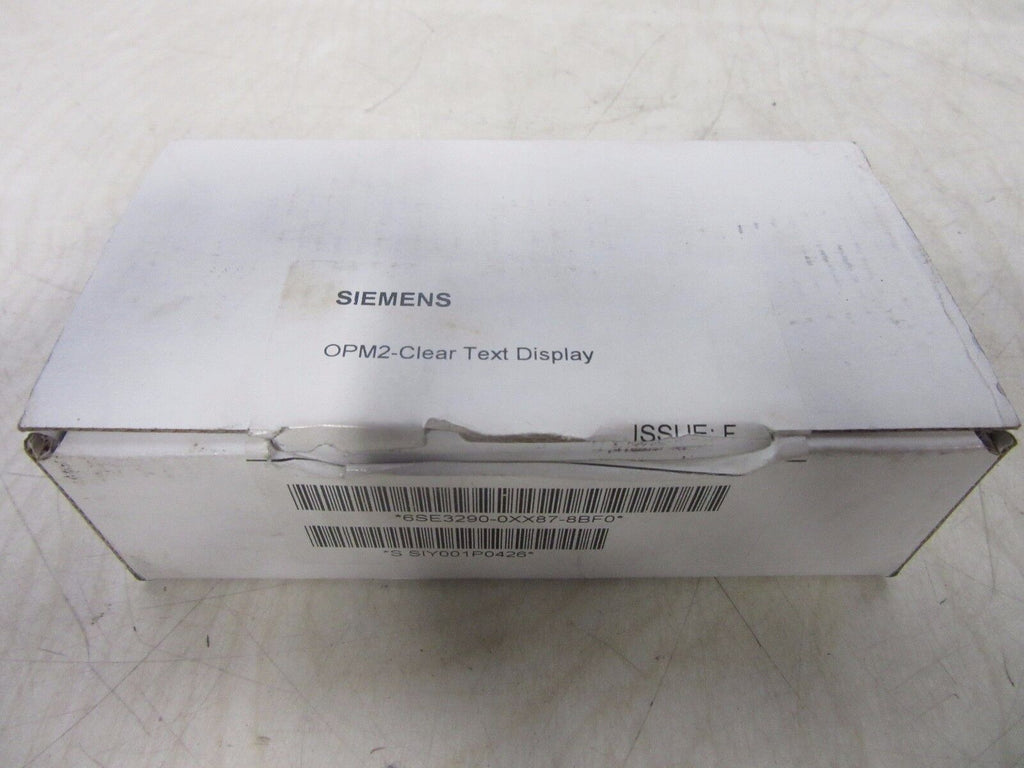 SIEMENS
OPM2-Clear Text Display
ISSUE:
*6SE3290-0XX87-8BF0*
*S SIY001P0426*